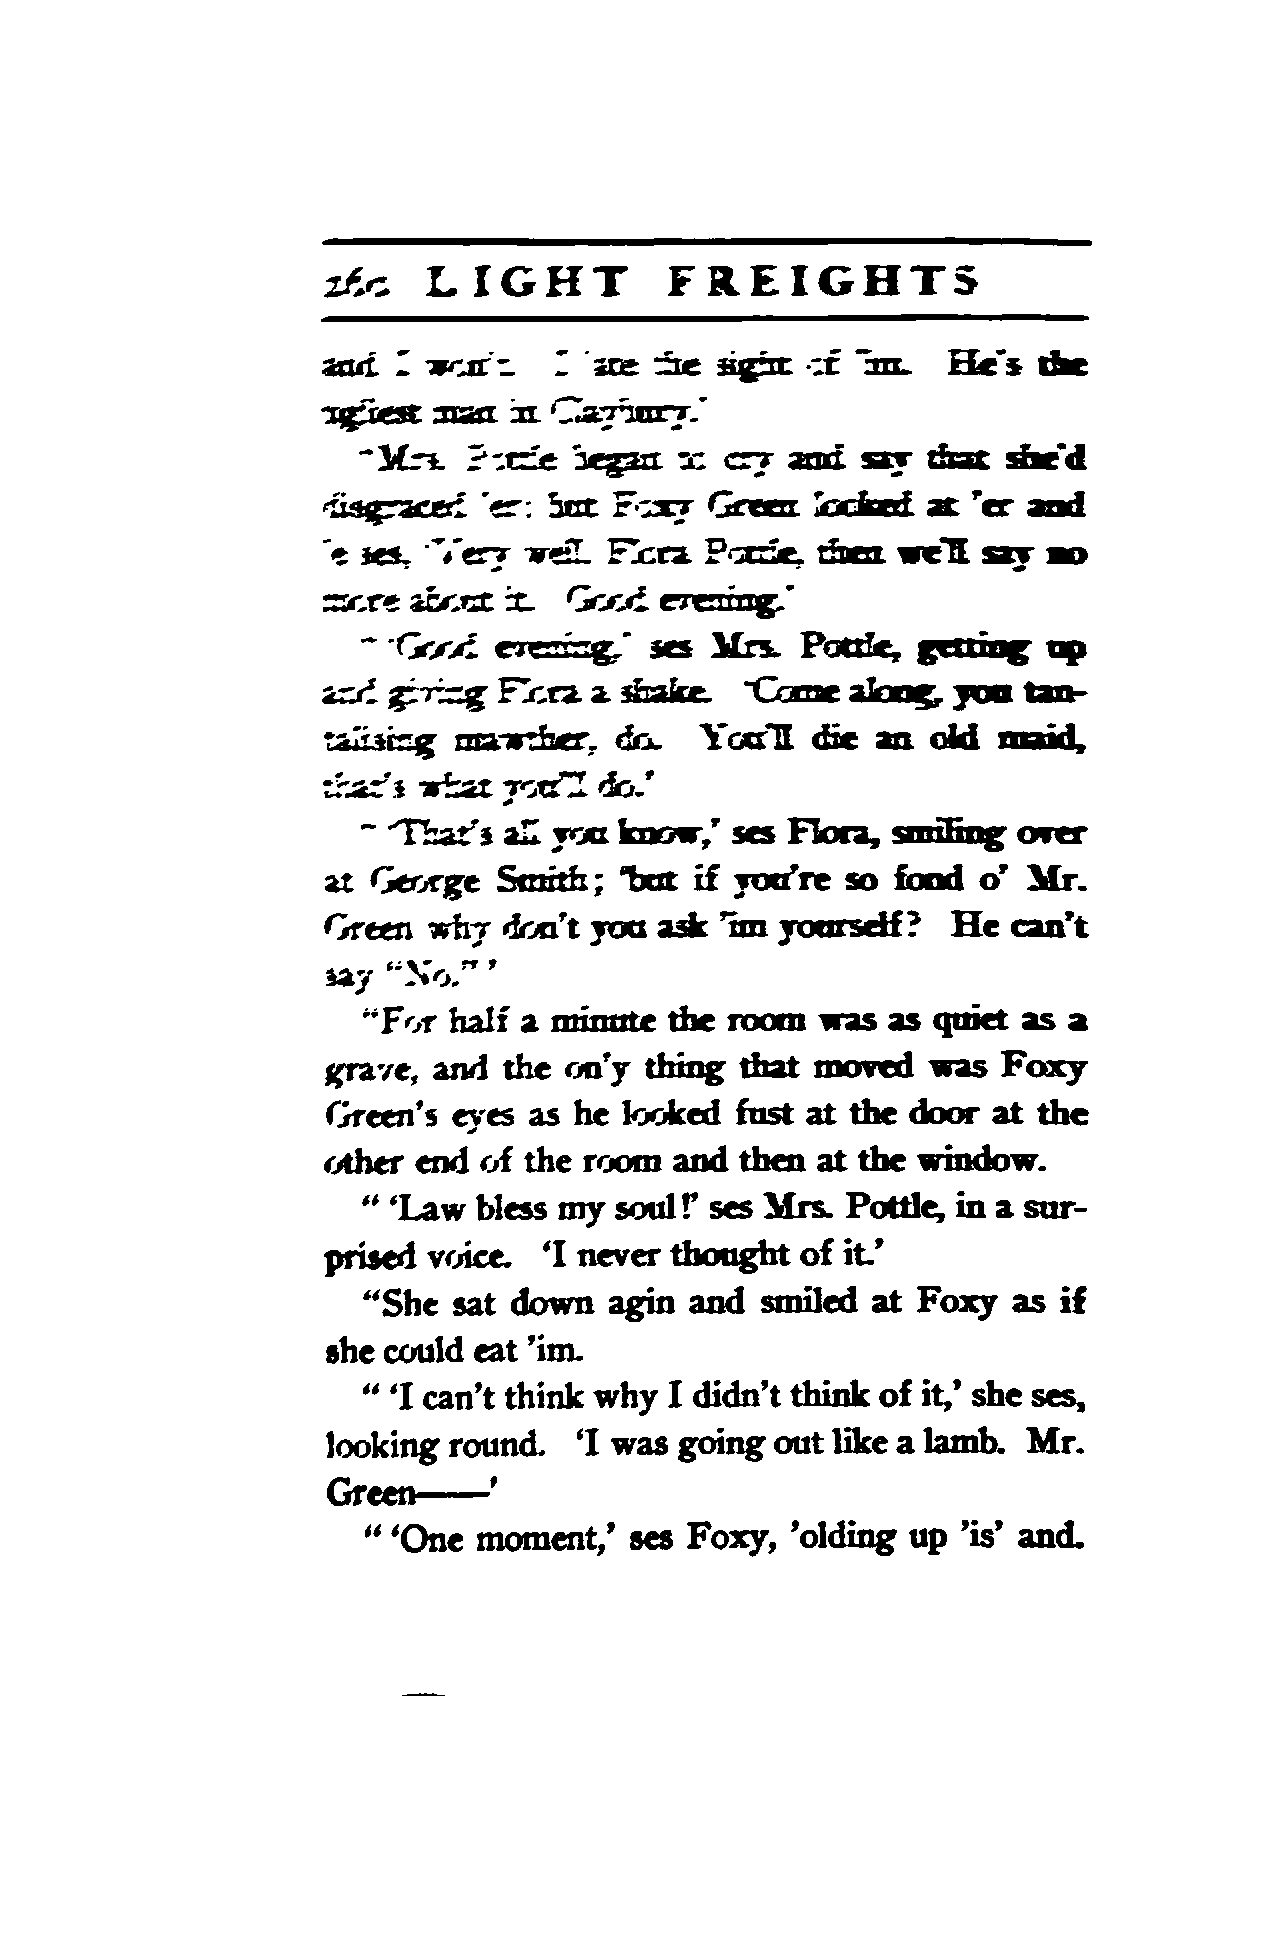 the LIGHT FREIGHTS
and I won't. I 'ate the sight of 'im. He's the
ugliest man in Claybury.'
"Mrs. Pottle began to cry and say that she'd
disgraced 'er; but Foxy Green looked at 'er and
'e ses, 'Very well, Flora Pottle, then we'll say no
more about it. Good evening.'
" 'Good evening,' ses Mrs. Pottle, getting up
and giving Flora a shake. 'Come along, you tan-
talising mawther, do. You'll die an old maid,
that's what you'll do.'
" 'That's all you know,' ses Flora, smiling over
at George Smith; 'but if you're so fond o' Mr.
Green why don't you ask 'im yourself? He can't
say "No." '
"For half a minute the room was as quiet as a
grave, and the on'y thing that moved was Foxy
Green's eyes as he looked fust at the door at the
other end of the room and then at the window.
" 'Law bless my soul!' ses Mrs. Pottle, in a sur-
prised voice. 'I never thought of it.'
"She sat down agin and smiled at Foxy as if
she could eat 'im.
" 'I can't think why I didn't think of it,' she ses,
looking round. 'I was going out like a lamb. Mr.
Green——'
" 'One moment,' ses Foxy, 'olding up 'is' and.